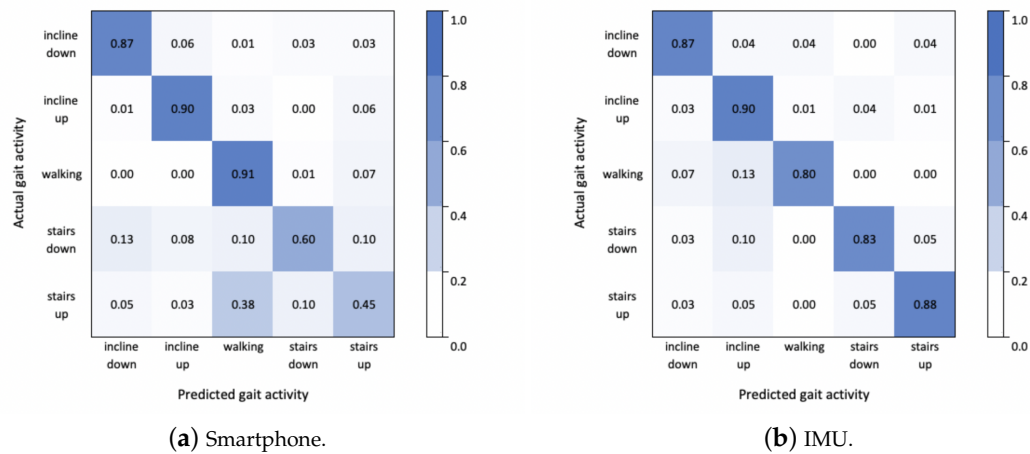 Actual gait activity
incline down 0.87 0.06 0.01 0.03 0.03
incline up 0.01 0.90 0.03 0.00 0.06
walking 0.00 0.00 0.91 0.01 0.07
stairs down 0.13 0.08 0.10 0.60 0.10
stairs up 0.05 0.03 0.38 0.10 0.45
incline down incline up walking stairs down stairs up
Predicted gait activity
1.0
0.8
0.6
0.4
0.2
0.0
(a) Smartphone.
Actual gait activity
incline down 0.87 0.04 0.04 0.00 0.04
incline up 0.03 0.90 0.01 0.04 0.01
walking 0.07 0.13 0.80 0.00 0.00
stairs down 0.03 0.10 0.00 0.83 0.05
stairs up 0.03 0.05 0.00 0.05 0.88
incline down incline up walking stairs down stairs up
Predicted gait activity
1.0
0.8
0.6
0.4
0.2
0.0
(b) IMU.